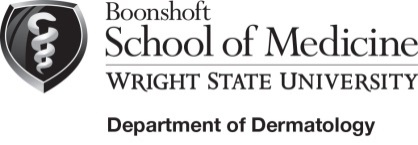 Boonshoft
School of Medicine
WRIGHT STATE UNIVERSITY
Department of Dermatology